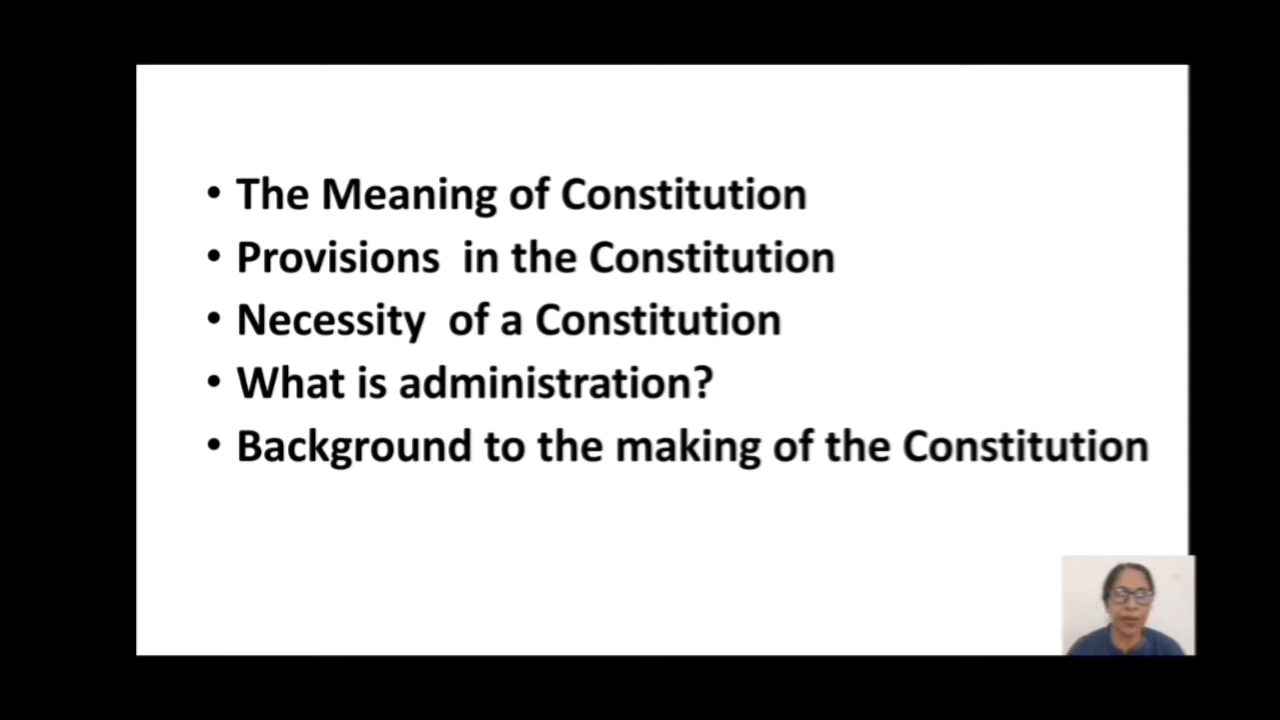 • The Meaning of Constitution
• Provisions in the Constitution
• Necessity of a Constitution
• What is administration?
• Background to the making of the Constitution